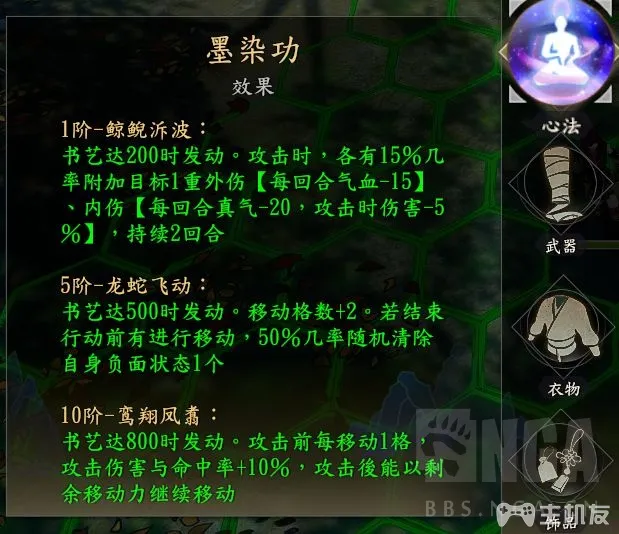 墨染功
效果
1阶-鲸鲵泝波：
书艺达200时发动。攻击时，各有15%几
率附加目标1重外伤【每回合气血-15】
、内伤【每回合真气-20，攻击时伤害-5
%】，持续2回合
5阶-龙蛇飞动：
书艺达500时发动。移动格数+2。若结束
行动前有进行移动，50%几率随机清除
自身负面状态1个
10阶-鸾翔凤翥：
书艺达800时发动。攻击前每移动1格，
攻击伤害与命中率+10%，攻击後能以剩
余移动力继续移动
心法
武器
衣物
饰品
NGA
BBS.NGA.CN
主机友